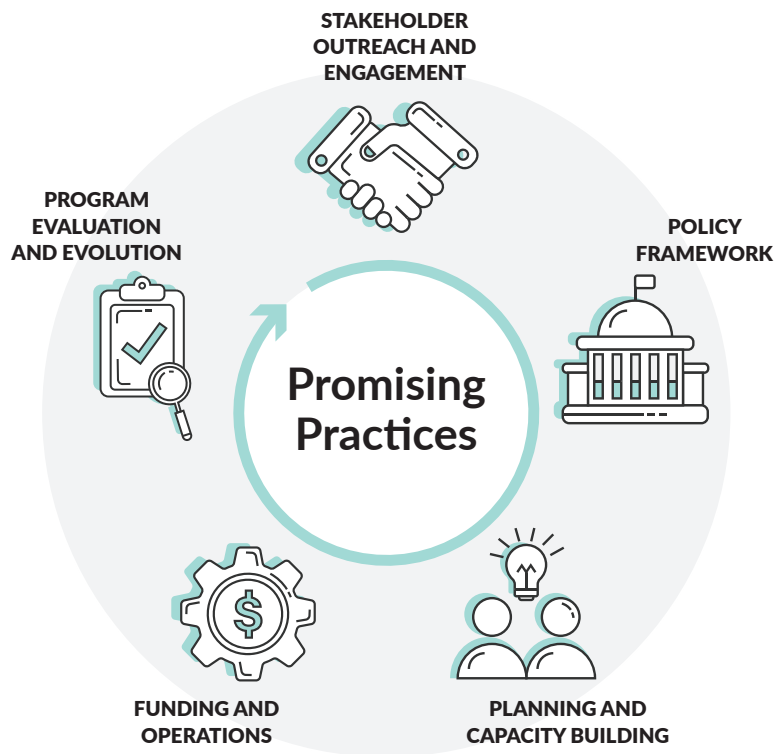 STAKEHOLDER
OUTREACH AND
ENGAGEMENT
PROGRAM
EVALUATION
AND EVOLUTION
POLICY
FRAMEWORK
Promising
Practices
$
FUNDING AND
OPERATIONS
PLANNING AND
CAPACITY BUILDING